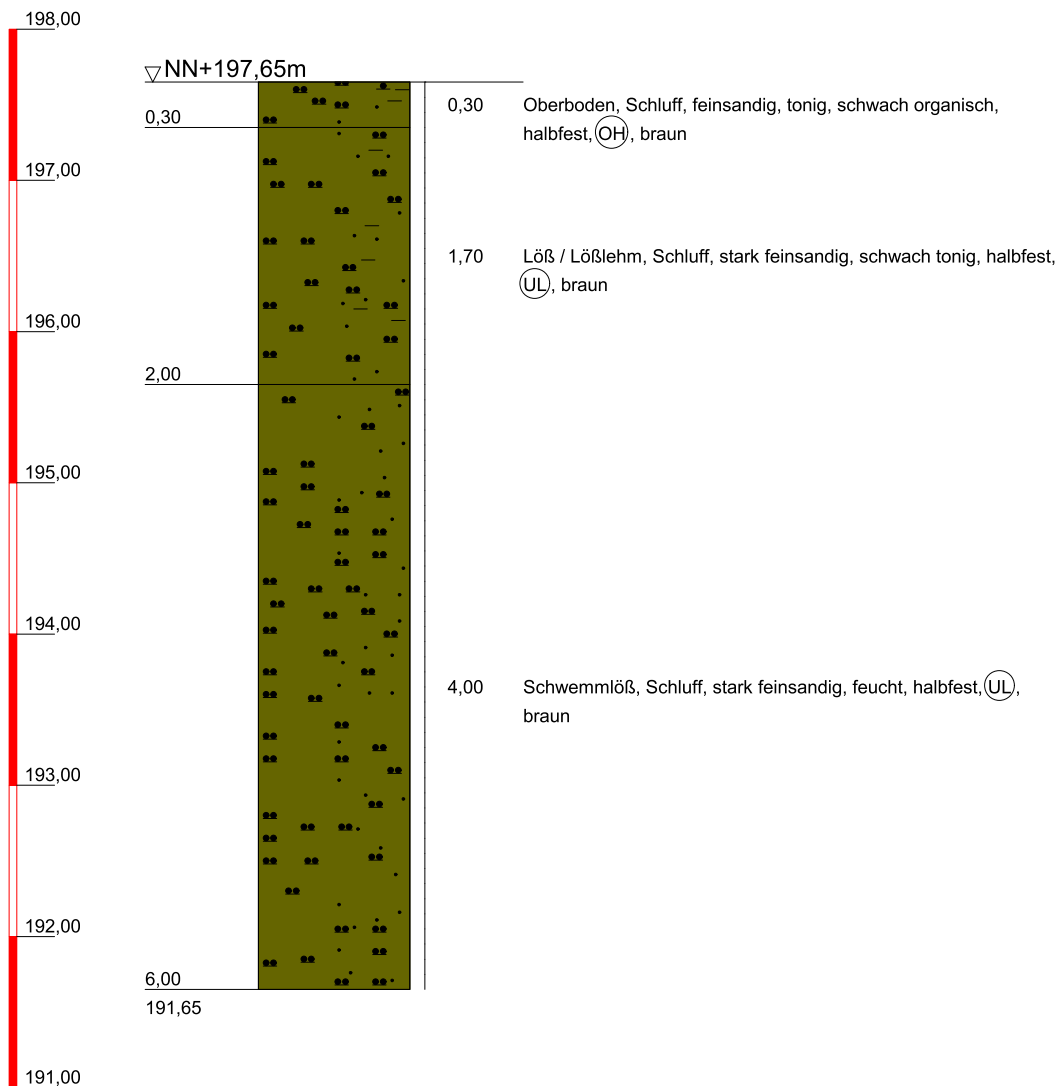 198,00
NN+197,65m
0,30
0,30 Oberboden, Schluff, feinsandig, tonig, schwach organisch,
halbfest, OH, braun
197,00
1,70 Löß / Lößlehm, Schluff, stark feinsandig, schwach tonig, halbfest,
UL, braun
196,00
2,00
195,00
194,00
4,00 Schwemmlöß, Schluff, stark feinsandig, feucht, halbfest, UL,
braun
193,00
192,00
6,00
191,65
191,00